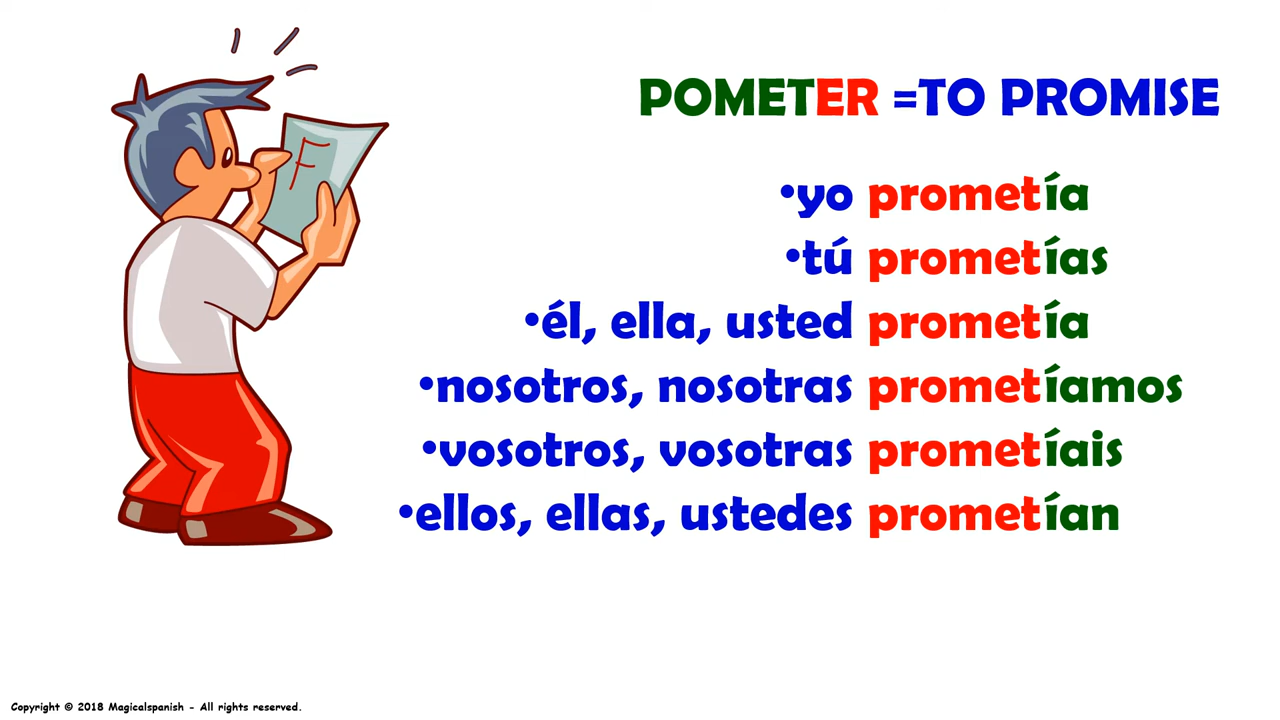 F
POMETER =TO PROMISE
•yo prometía
•tú prometías
•él, ella, usted prometía
•nosotros, nosotras prometíamos
•vosotros, vosotras prometíais
•ellos, ellas, ustedes prometían
Copyright © 2018 Magicalspanish - All rights reserved.